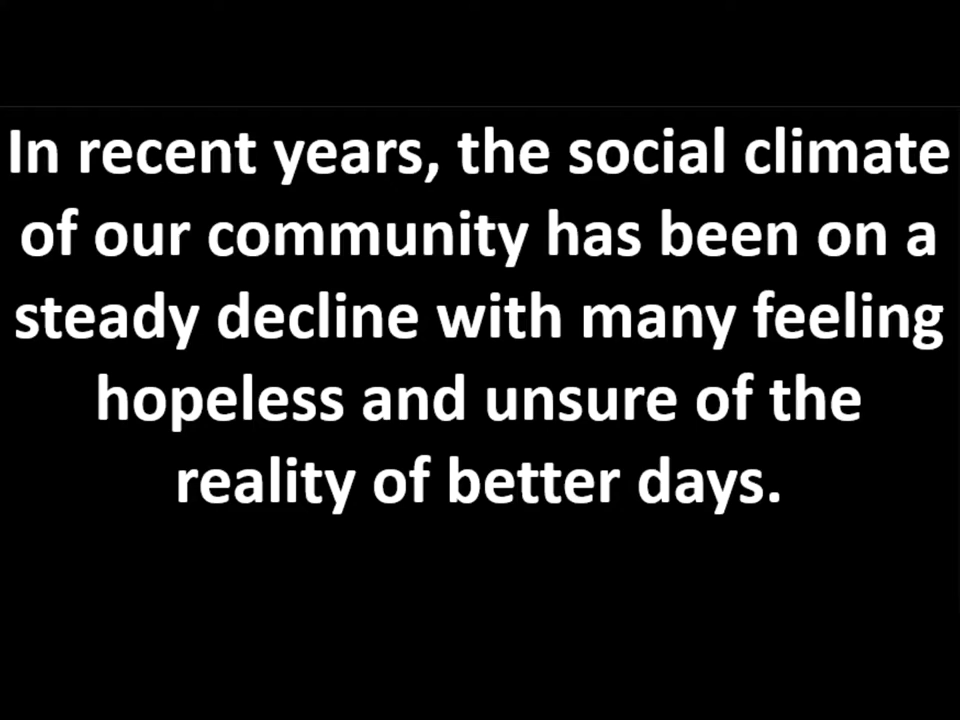 In recent years, the social climate
of our community has been on a
steady decline with many feeling
hopeless and unsure of the
reality of better days.